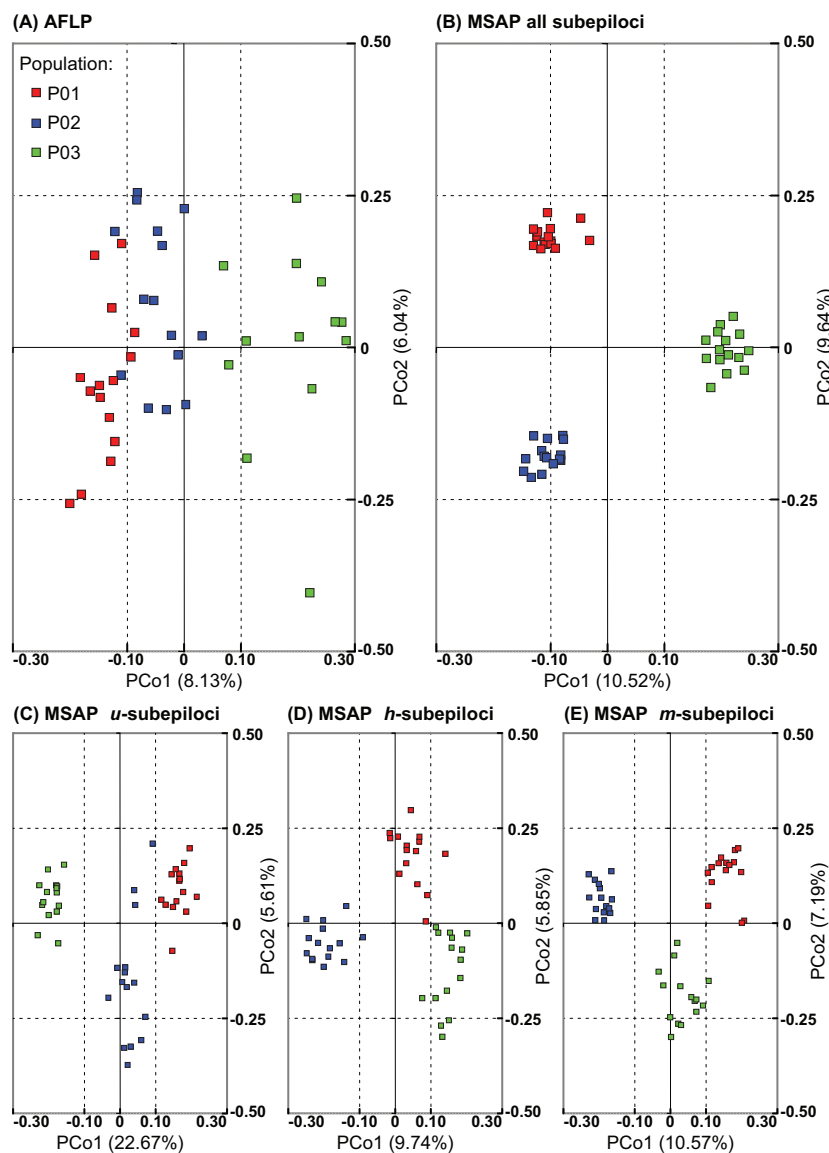 (A) AFLP
(B) MSAP all subepiloci
Population:
P01
P02
P03
0.50
0.25
0
-0.25
-0.50
PCo2 (6.04%)
-0.30 -0.10 0 0.10 0.30
PCo1 (8.13%)
0.50
0.25
0
-0.25
-0.50
PCo2 (9.64%)
-0.30 -0.10 0 0.10 0.30
PCo1 (10.52%)
(C) MSAP u-subepiloci
(D) MSAP h-subepiloci
(E) MSAP m-subepiloci
0.50
0.25
0
-0.25
-0.50
PCo2 (5.61%)
-0.30 -0.10 0 0.10 0.30
PCo1 (22.67%)
0.50
0.25
0
-0.25
-0.50
PCo2 (5.85%)
-0.30 -0.10 0 0.10 0.30
PCo1 (9.74%)
0.50
0.25
0
-0.25
-0.50
PCo2 (7.19%)
-0.30 -0.10 0 0.10 0.30
PCo1 (10.57%)